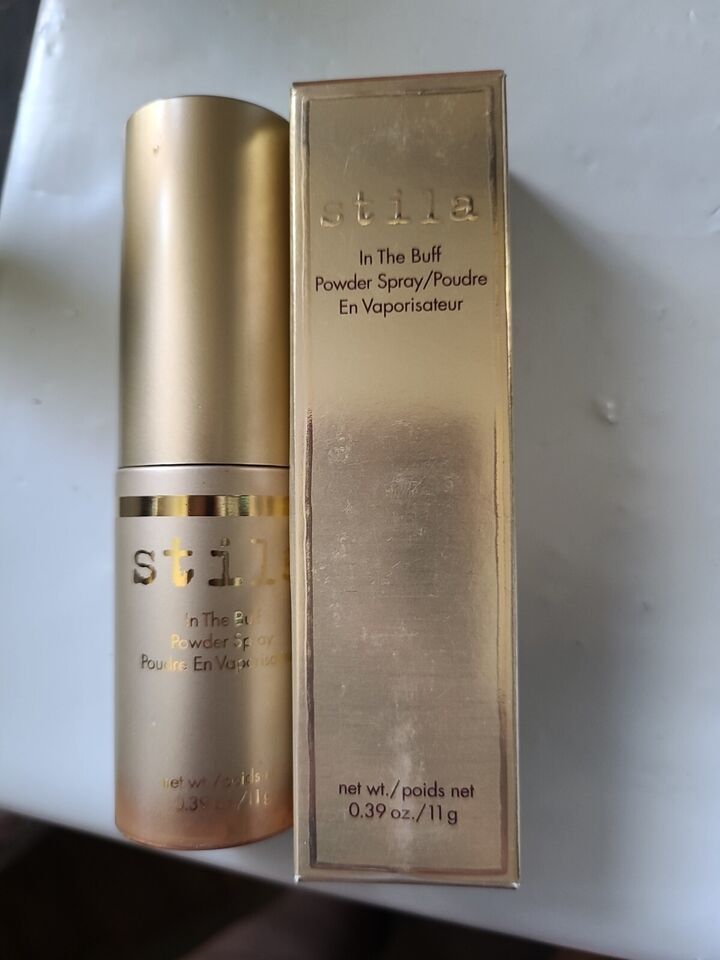 stila
In The Buff
Powder Spray
Poudre En Vaporisa
net wt./poids
0.39 oz./11g
stila
In The Buff
Powder Spray/Poudre
En Vaporisateur
net wt./poids net
0.39 oz./11g